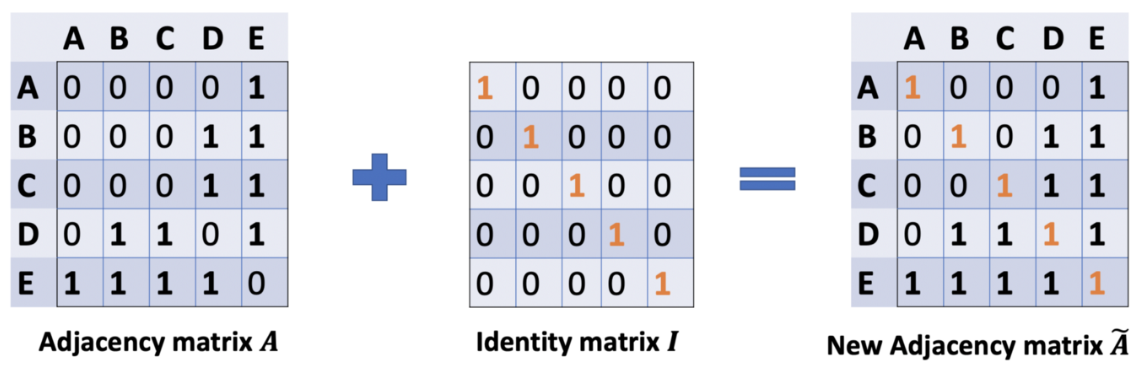 A B C D E
A 0 0 0 0 1
B 0 0 0 1 1
C 0 0 0 1 1
D 0 1 1 0 1
E 1 1 1 1 0
Adjacency matrix A
+
1 0 0 0 0
0 1 0 0 0
0 0 1 0 0
0 0 0 1 0
0 0 0 0 1
Identity matrix I
=
A B C D E
A 1 0 0 0 1
B 0 1 0 1 1
C 0 0 1 1 1
D 0 1 1 1 1
E 1 1 1 1 1
New Adjacency matrix Ã